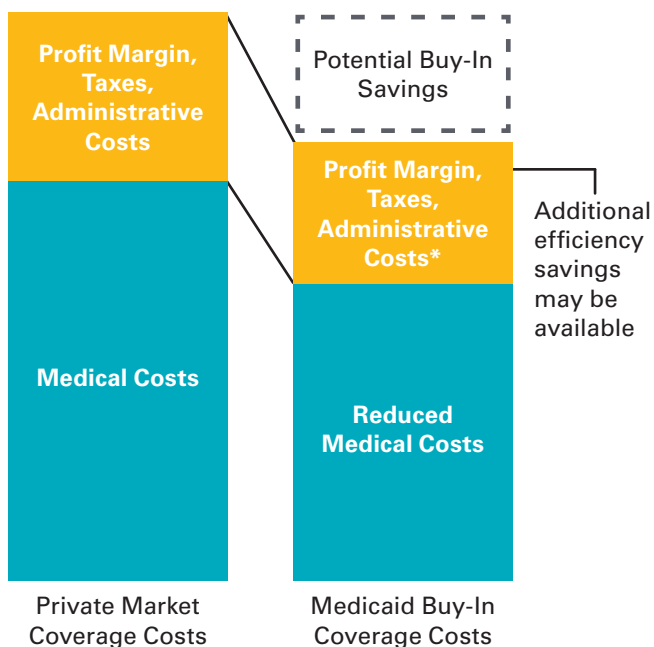 Profit Margin,
Taxes,
Administrative
Costs
Medical Costs
Private Market
Coverage Costs
Potential Buy-In
Savings
Profit Margin,
Taxes,
Administrative
Costs*
Reduced
Medical Costs
Medicaid Buy-In
Coverage Costs
Additional
efficiency
savings
may be
available